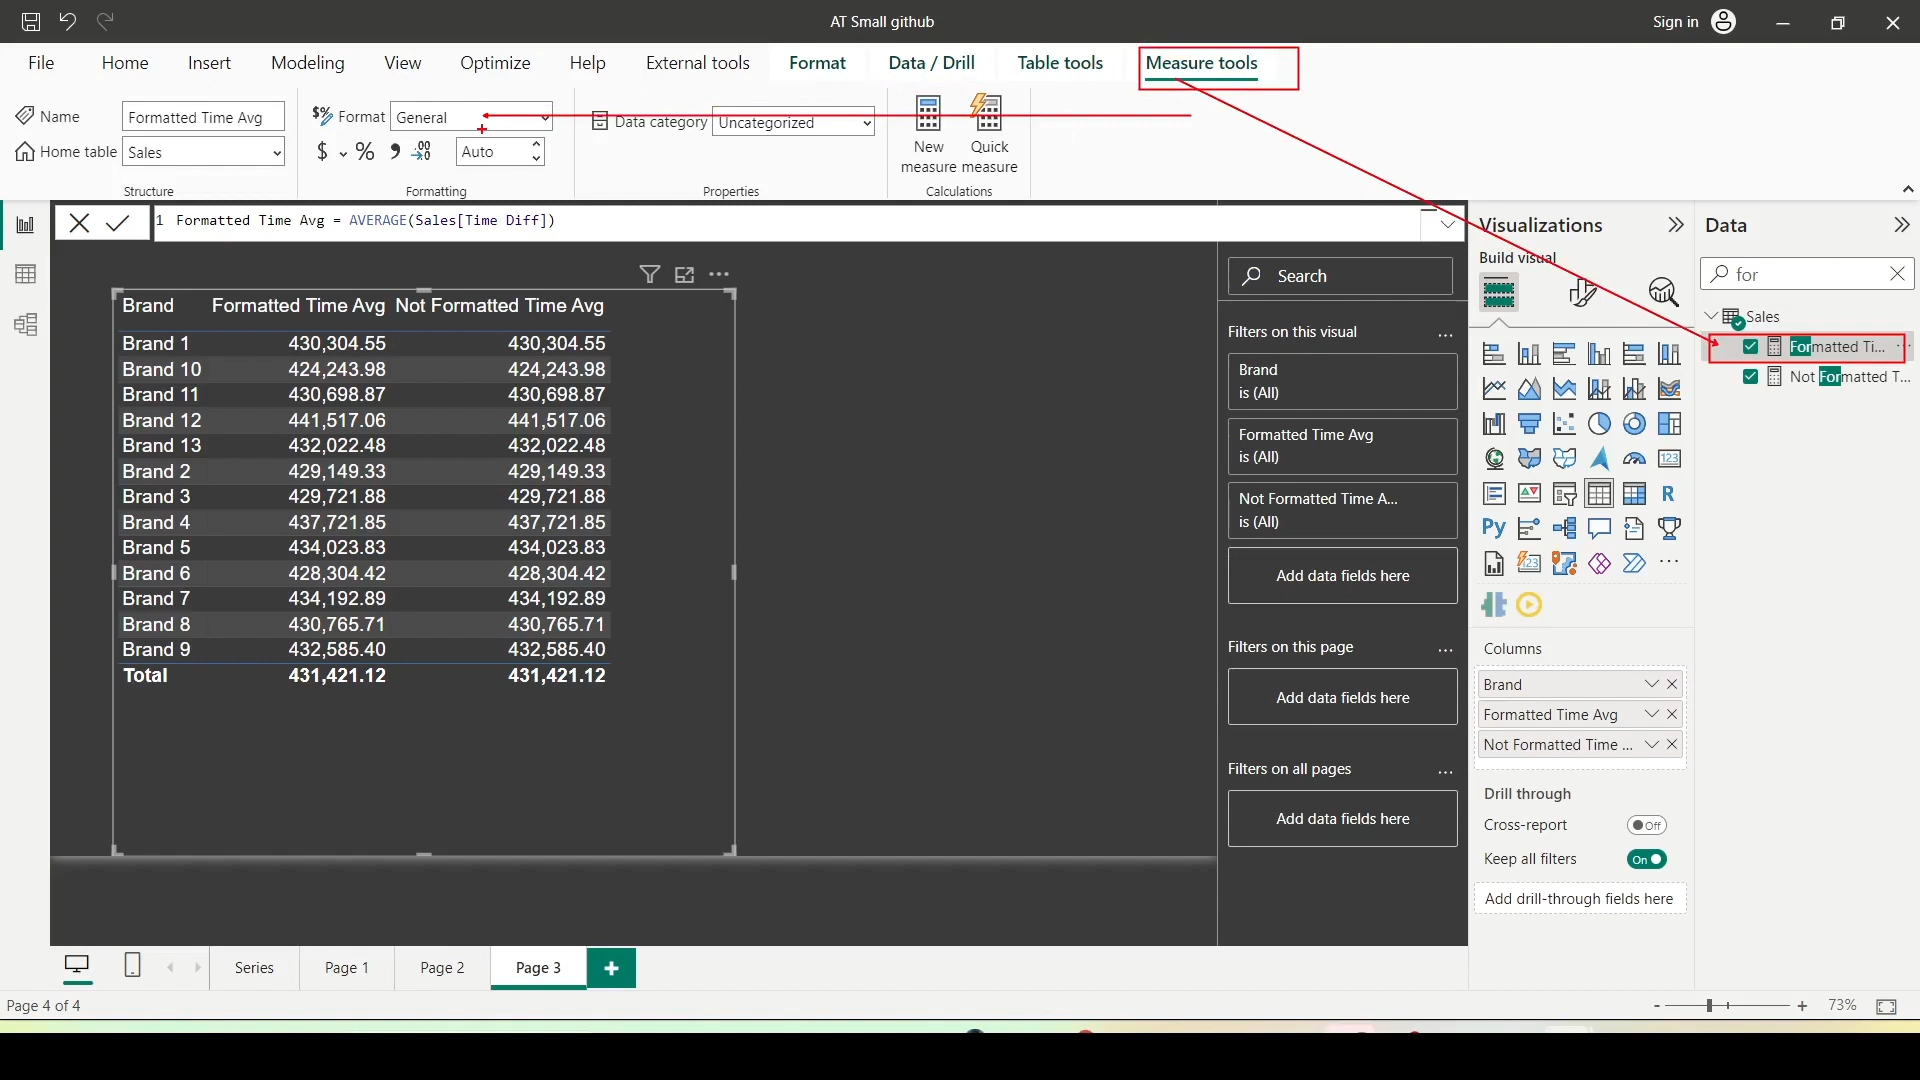 AT Small github
Sign in
File Home Insert Modeling View Optimize Help External tools Format Data / Drill Table tools Measure tools
Name Formatted Time Avg
Home table Sales
Structure
$% Format General
$ % , .00 Auto
Formatting
Data category Uncategorized
Properties
New measure
Quick measure
Calculations
1 Formatted Time Avg = AVERAGE(Sales[Time Diff])
Brand Formatted Time Avg Not Formatted Time Avg
Brand 1 430,304.55 430,304.55
Brand 10 424,243.98 424,243.98
Brand 11 430,698.87 430,698.87
Brand 12 441,517.06 441,517.06
Brand 13 432,022.48 432,022.48
Brand 2 429,149.33 429,149.33
Brand 3 429,721.88 429,721.88
Brand 4 437,721.85 437,721.85
Brand 5 434,023.83 434,023.83
Brand 6 428,304.42 428,304.42
Brand 7 434,192.89 434,192.89
Brand 8 430,765.71 430,765.71
Brand 9 432,585.40 432,585.40
Total 431,421.12 431,421.12
Search
Filters on this visual ...
Brand
is (All)
Formatted Time Avg
is (All)
Not Formatted Time A...
is (All)
Add data fields here
Filters on this page ...
Add data fields here
Filters on all pages ...
Add data fields here
Visualizations
Build visual
123
R
Py
123
...
Columns
Brand
Formatted Time Avg
Not Formatted Time ...
Drill through
Cross-report Off
Keep all filters On
Add drill-through fields here
Data
for
Sales
Formatted Ti... ...
Not Formatted T...
Series Page 1 Page 2 Page 3 +
Page 4 of 4
- + 73%